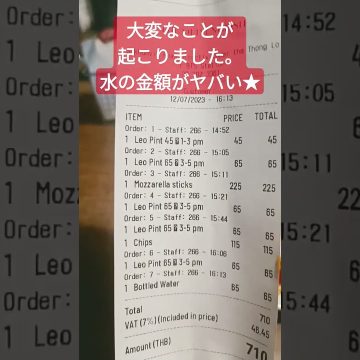 大変なことが
起こりました。
水の金額がヤバい★
12/07/2023 - 16:13
ITEM PRICE TOTAL
Order: 1 - Staff: 266 - 14:52
1 Leo Pint 45@1-3 pm 45 45
Order: 2 - Staff: 266 - 15:05
1 Leo Pint 65@3-5 pm 65 65
Order: 3 - Staff: 266 - 15:11
1 Mozzarella sticks 225 225
Order: 4 - Staff: 266 - 15:21
1 Leo Pint 65@3-5 pm 65 65
Order: 5 - Staff: 266 - 15:44
1 Leo Pint 65@3-5 pm 65 65
1 Chips 115 115
Order: 6 - Staff: 266 - 16:06
1 Leo Pint 65@3-5 pm 65 65
Order: 7 - Staff: 266 - 16:13
1 Bottled Water 65 65
Total 710
VAT (7%) (Included in price) 46.45
Amount (THB) 710